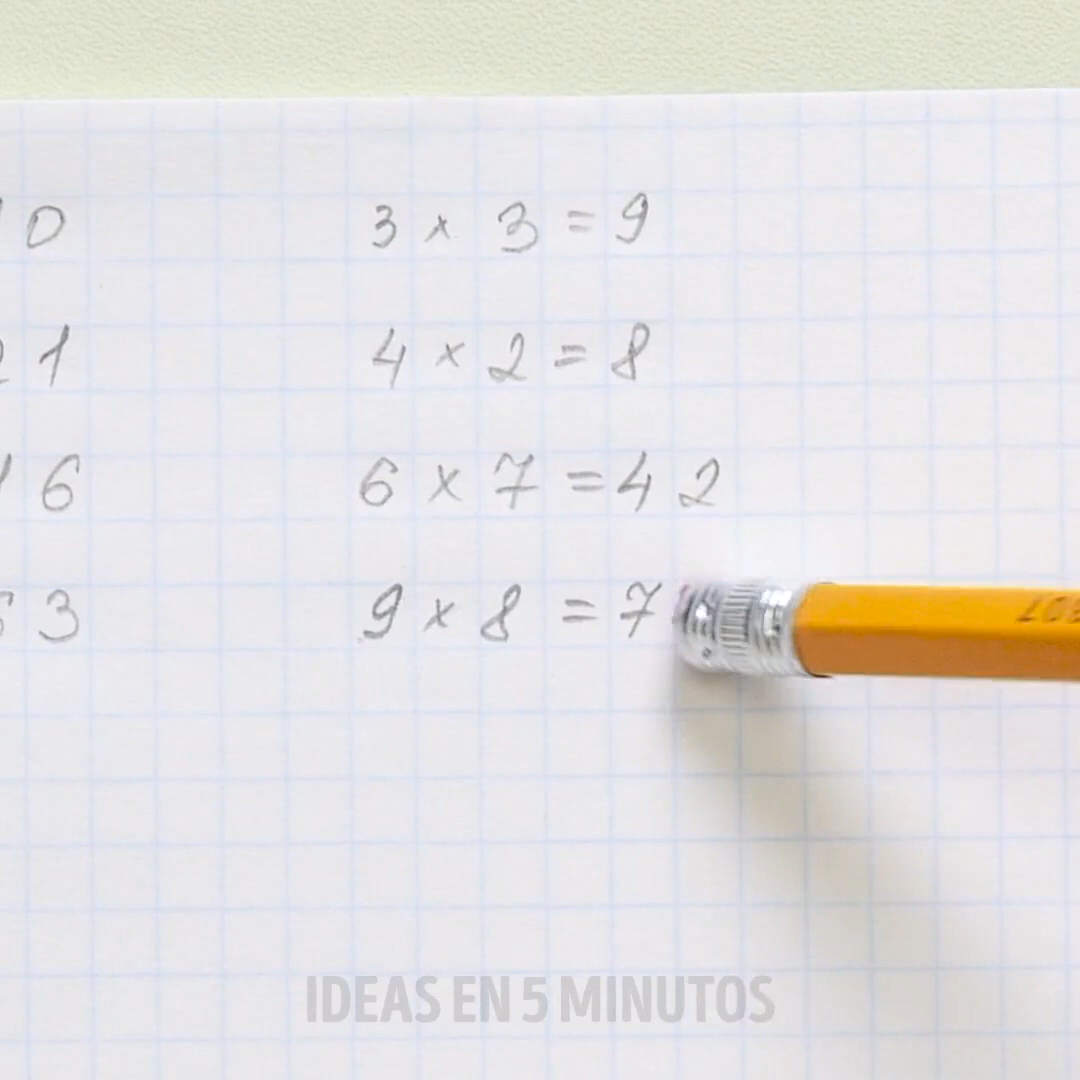 0 3 × 3 = 9
1 4 × 2 = 8
6 6 × 7 = 42
3 9 × 8 = 7
IDEAS EN 5 MINUTOS